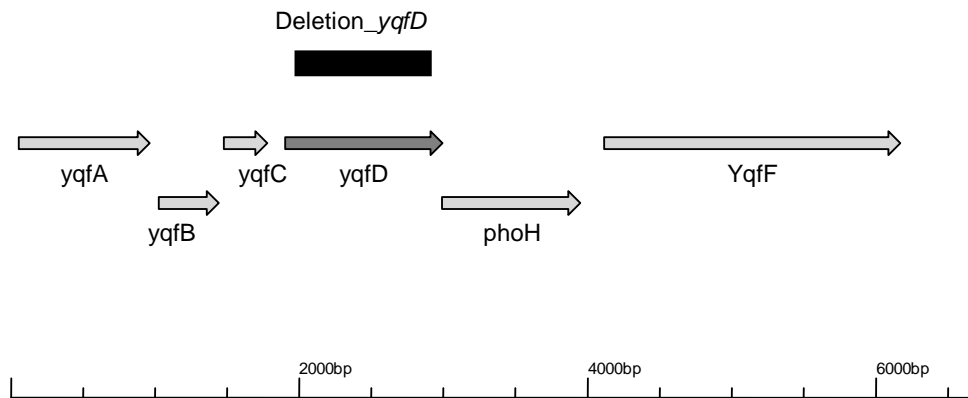 Deletion_yqfD
yqfA
yqfC
yqfD
YqfF
yqfB
phoH
2000bp
4000bp
6000bp